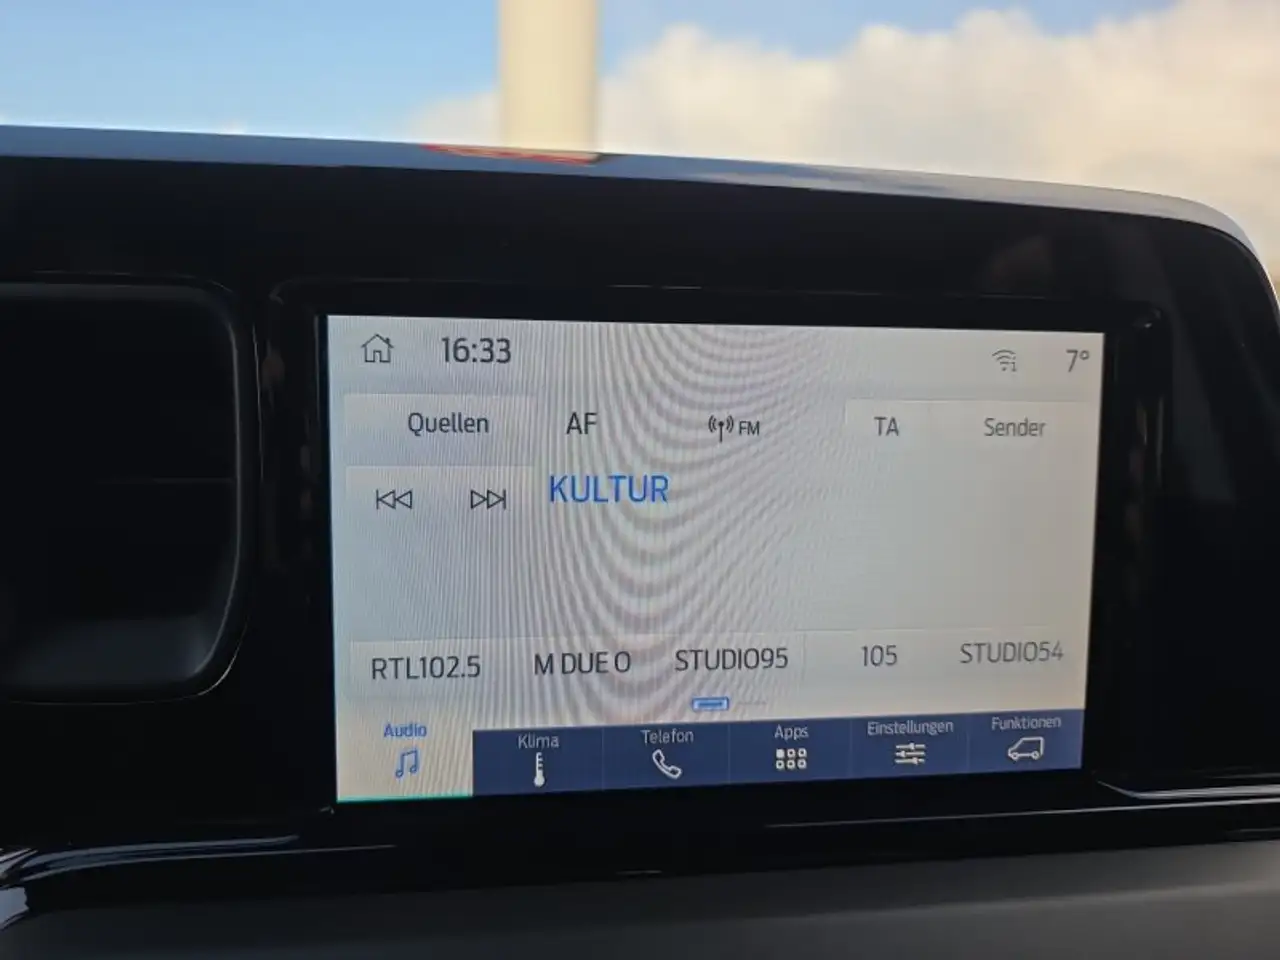 16:33 7°
Quellen AF FM TA Sender
KULTUR
RTL102.5 M DUE O STUDIO95 105 STUDIO54
Audio Klima Telefon Apps Einstellungen Funktionen